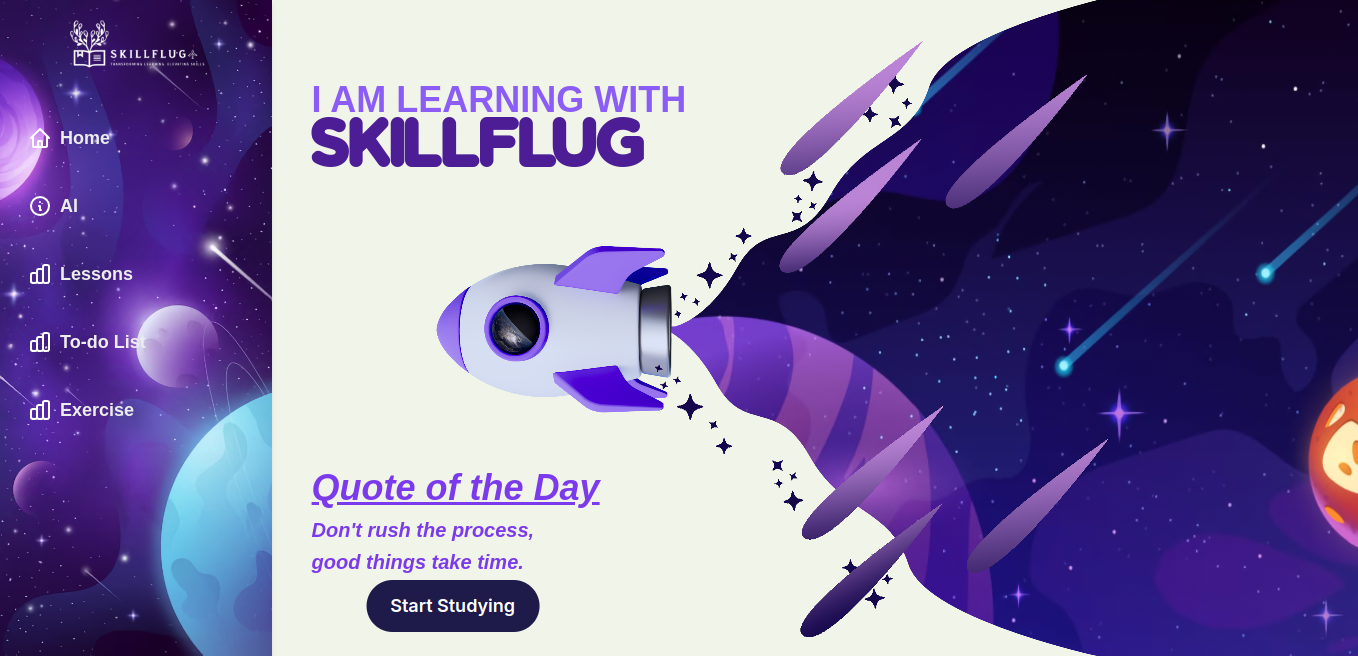 SKILLFLUG
TRANSFORMING LEARNING. ELEVATING SKILLS
Home
AI
Lessons
To-do List
Exercise
I AM LEARNING WITH
SKILLFLUG
Quote of the Day
Don't rush the process,
good things take time.
Start Studying